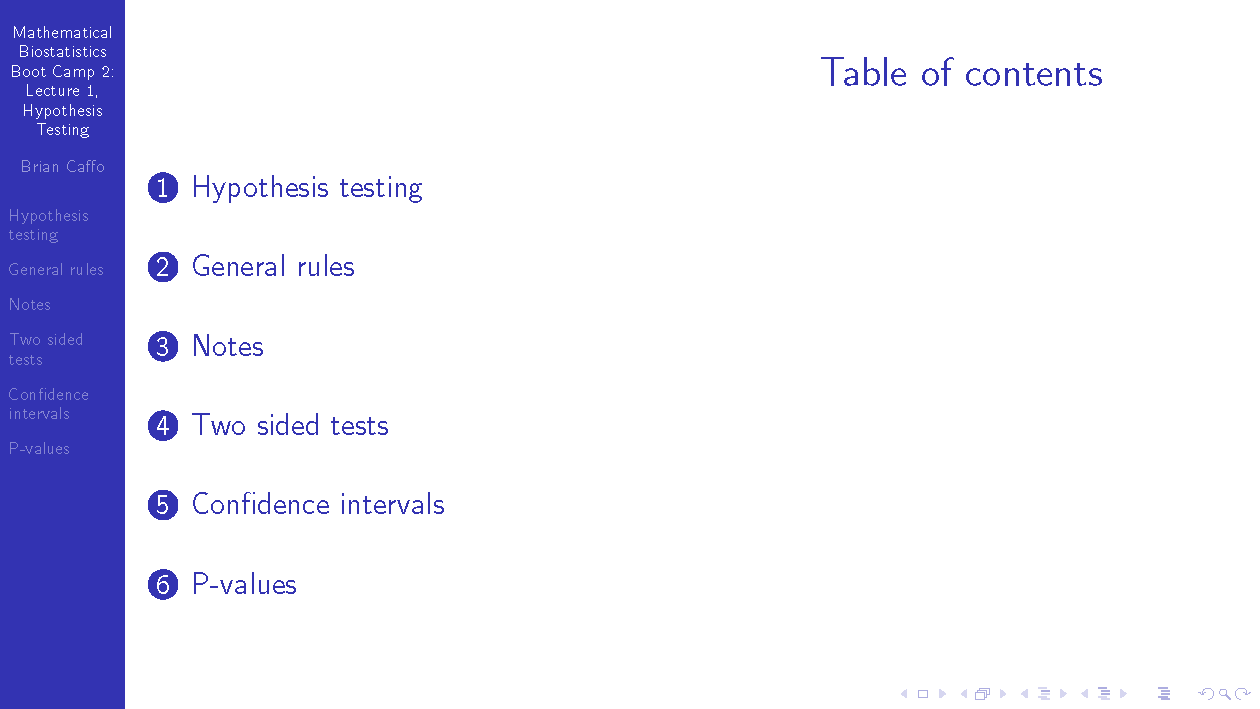 Mathematical
Biostatistics
Boot Camp 2:
Lecture 1,
Hypothesis
Testing
Brian Caffo
Hypothesis
testing
General rules
Notes
Two sided
tests
Confidence
intervals
P-values
Table of contents
1 Hypothesis testing
2 General rules
3 Notes
4 Two sided tests
5 Confidence intervals
6 P-values